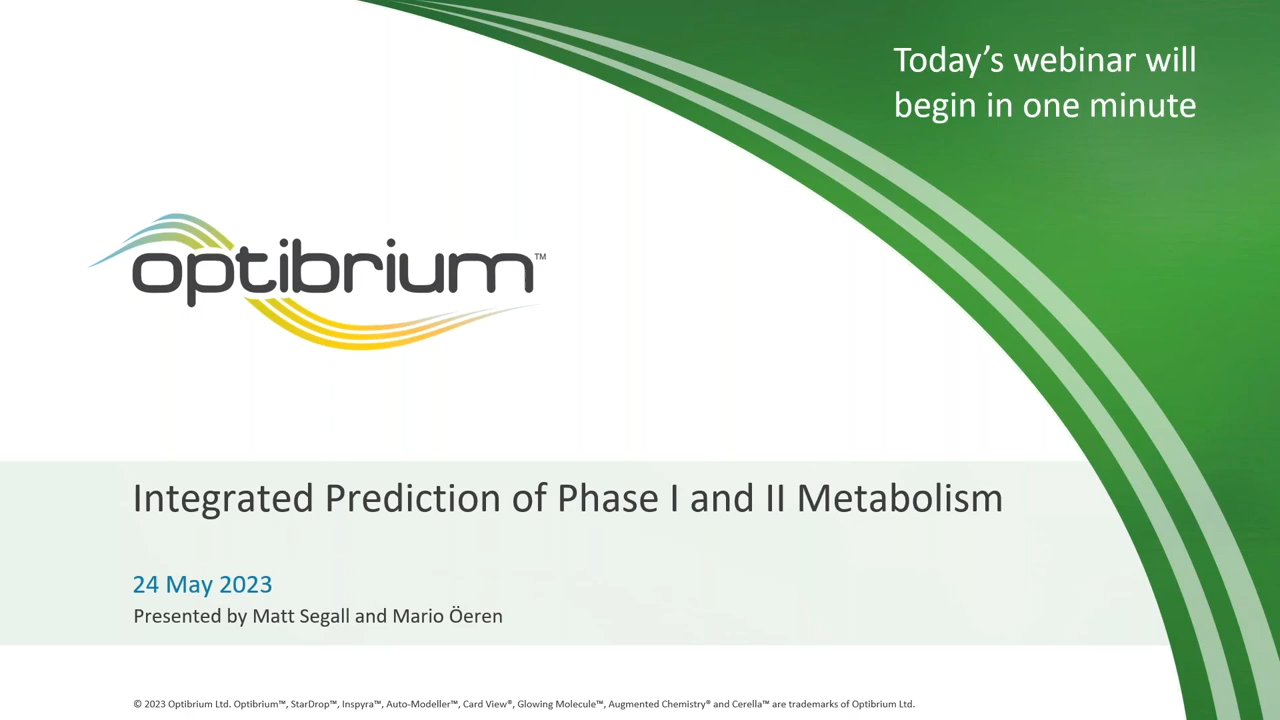 Today's webinar will
begin in one minute
optibrium™
Integrated Prediction of Phase I and II Metabolism
24 May 2023
Presented by Matt Segall and Mario Öeren
© 2023 Optibrium Ltd. Optibrium™, StarDrop™, Inspyra™, Auto-Modeller™, Card View®, Glowing Molecule™, Augmented Chemistry® and Cerella™ are trademarks of Optibrium Ltd.